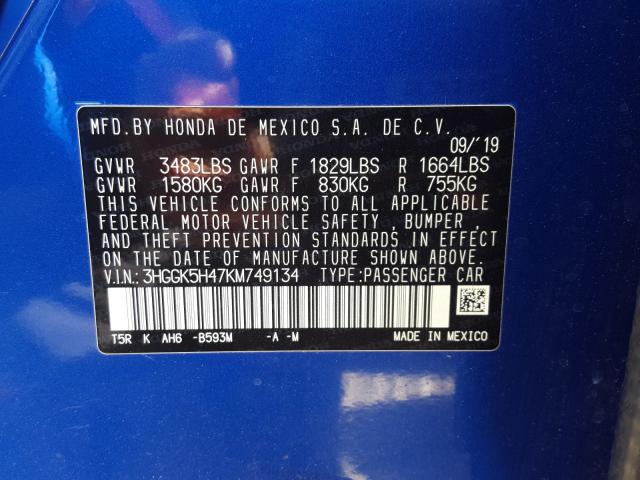 MFD.BY HONDA DE MEXICO S.A. DE C.V.
09/'19
GVWR 3483LBS GAWR F 1829LBS R 1664LBS
GVWR 1580KG GAWR F 830KG R 755KG
THIS VEHICLE CONFORMS TO ALL APPLICABLE
FEDERAL MOTOR VEHICLE SAFETY , BUMPER ,
AND THEFT PREVENTION STANDARDS IN EFFECT
ON THE DATE OF MANUFACTURE SHOWN ABOVE.
V.I.N.:3HGGK5H47KM749134 TYPE:PASSENGER CAR
T5R K AH6 -B593M -A -M MADE IN MEXICO